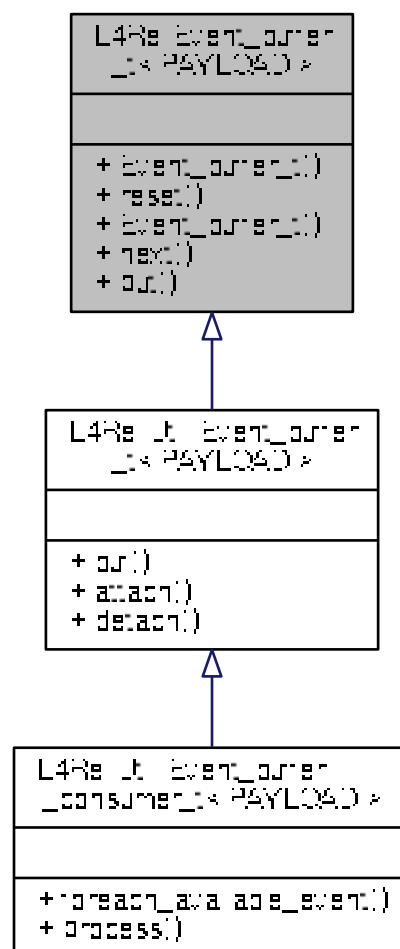 L4Re::Event_buffer
_t< PAYLOAD >
+ Event_buffer_t()
+ reset()
+ Event_buffer_t()
+ next()
+ put()
L4Re::Util::Event_buffer
_t< PAYLOAD >
+ buf()
+ attach()
+ detach()
L4Re::Util::Event_buffer
_consumer_t< PAYLOAD >
+ foreach_available_event()
+ process()